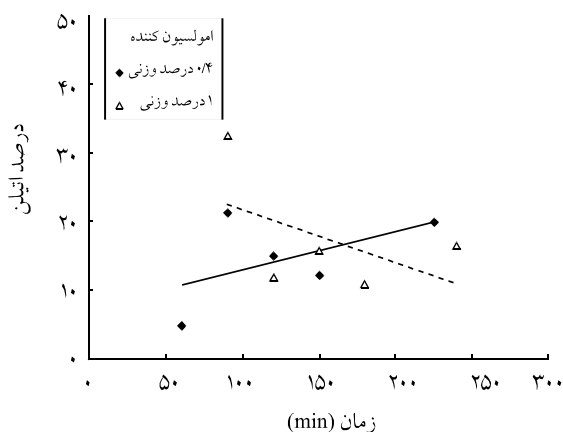 ۵۰
امولسیون کننده
۰/۴ درصد وزنی
۱ درصد وزنی
۴۰
۳۰
۲۰
۱۰
۰
درصد اتیلن
۰ ۵۰ ۱۰۰ ۱۵۰ ۲۰۰ ۲۵۰ ۳۰۰
زمان (min)